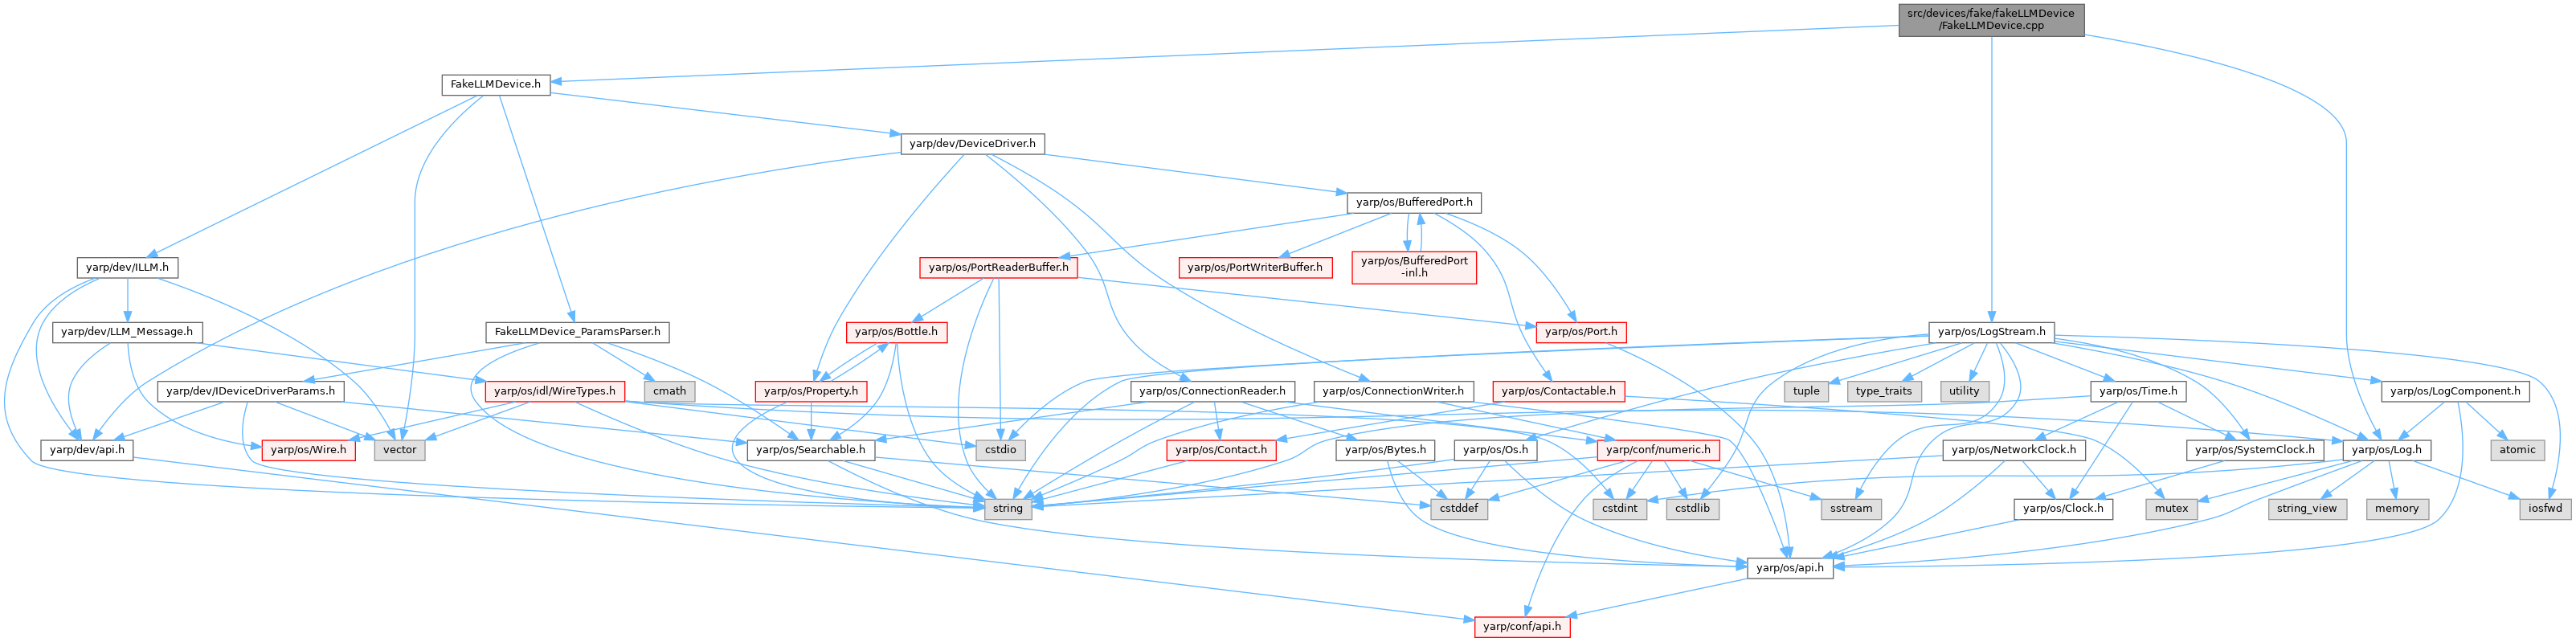 src/devices/fake/fakeLLMDevice
/FakeLLMDevice.cpp
FakeLLMDevice.h
yarp/dev/DeviceDriver.h
yarp/os/BufferedPort.h
yarp/dev/ILLM.h
yarp/os/PortReaderBuffer.h
yarp/os/PortWriterBuffer.h
yarp/os/BufferedPort
-inl.h
yarp/dev/LLM_Message.h
FakeLLMDevice_ParamsParser.h
yarp/os/Bottle.h
yarp/os/Port.h
yarp/os/LogStream.h
yarp/dev/IDeviceDriverParams.h
yarp/os/idl/WireTypes.h
cmath
yarp/os/Property.h
yarp/os/ConnectionReader.h
yarp/os/ConnectionWriter.h
yarp/os/Contactable.h
tuple
type_traits
utility
yarp/os/Time.h
yarp/os/LogComponent.h
yarp/dev/api.h
yarp/os/Wire.h
vector
yarp/os/Searchable.h
cstdio
yarp/os/Contact.h
yarp/os/Bytes.h
yarp/os/Os.h
yarp/conf/numeric.h
yarp/os/NetworkClock.h
yarp/os/SystemClock.h
yarp/os/Log.h
atomic
string
cstddef
cstdint
cstdlib
sstream
yarp/os/Clock.h
mutex
string_view
memory
iosfwd
yarp/os/api.h
yarp/conf/api.h